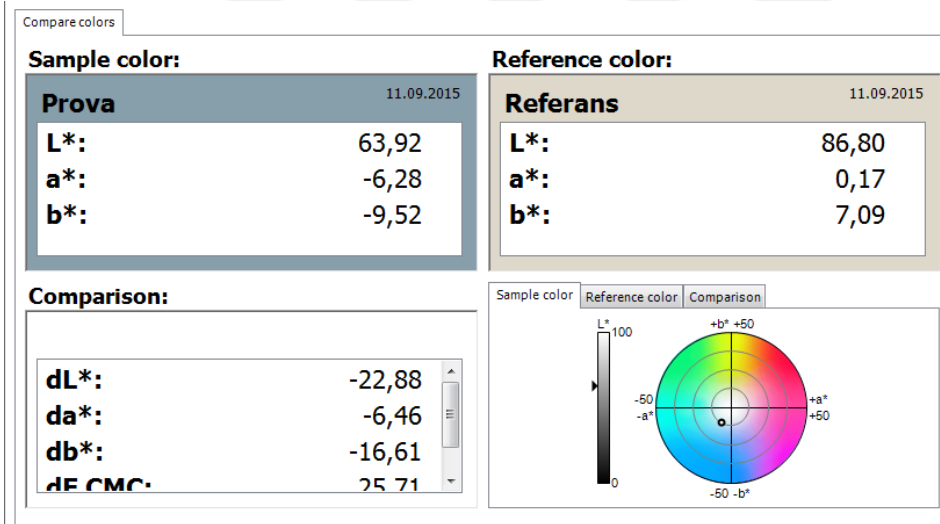 Compare colors
Sample color:
Prova 11.09.2015
L*: 63,92
a*: -6,28
b*: -9,52
Reference color:
Referans 11.09.2015
L*: 86,80
a*: 0,17
b*: 7,09
Comparison:
dL*: -22,88
da*: -6,46
db*: -16,61
dE CMC: 25,71
Sample color Reference color Comparison
L*
100
0
+b* +50
-50
-a*
+a*
+50
-50 -b*